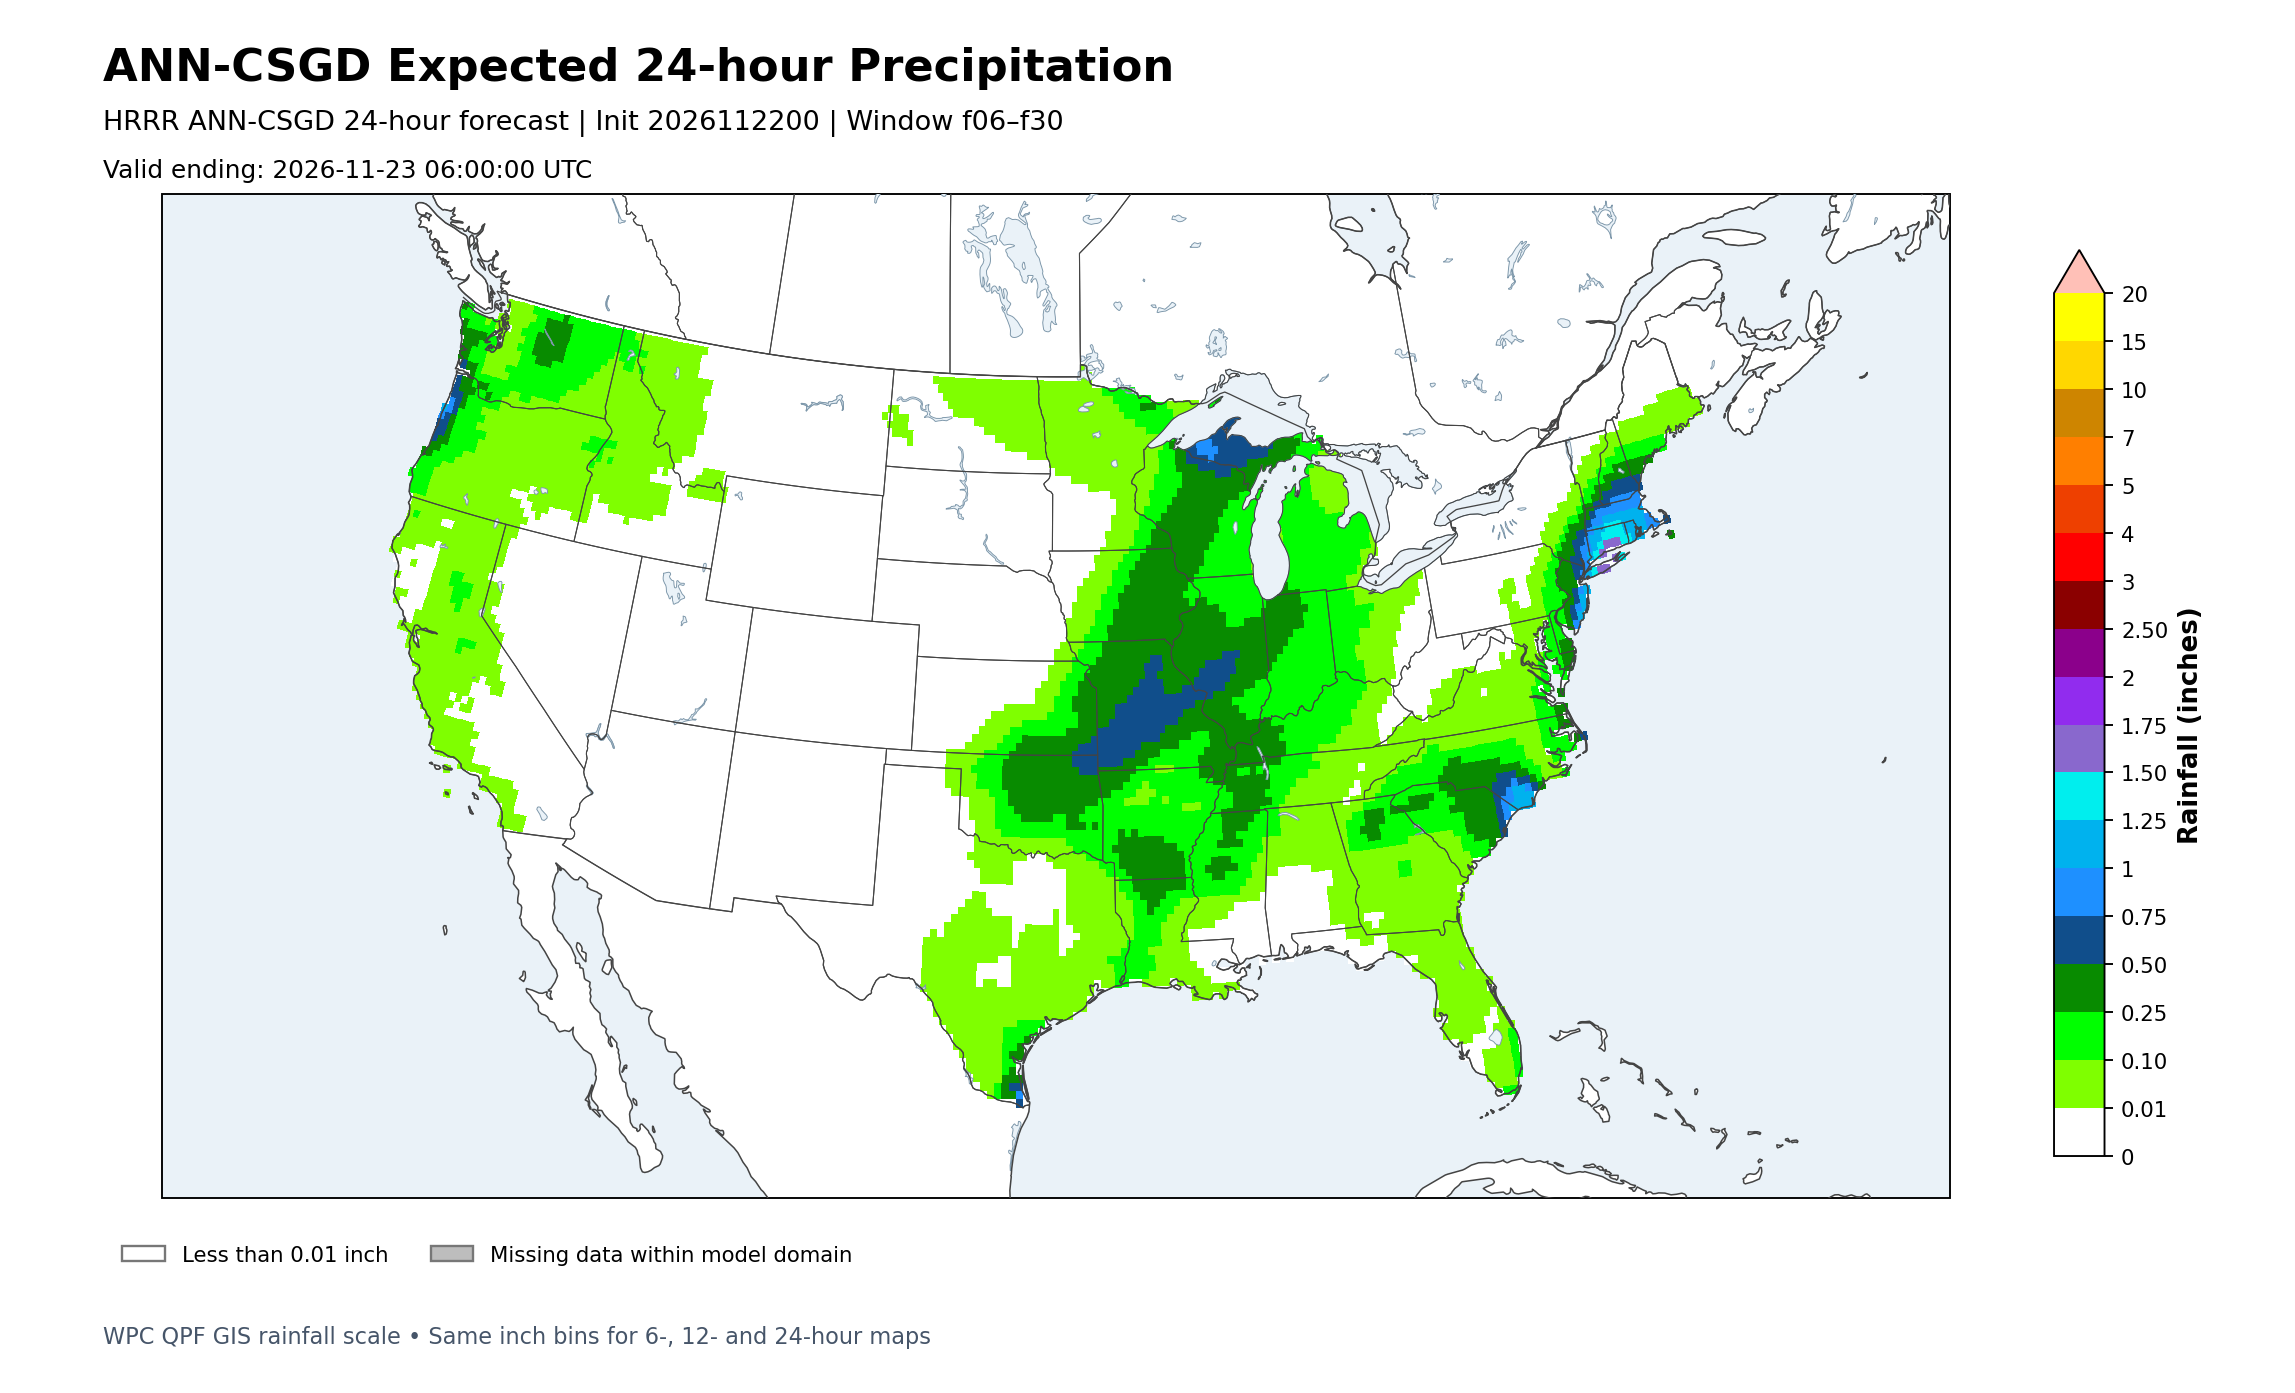 ANN-CSGD Expected 24-hour Precipitation
HRRR ANN-CSGD 24-hour forecast | Init 2026112200 | Window f06–f30
Valid ending: 2026-11-23 06:00:00 UTC
20
15
10
7
5
4
3
2.50
2
1.75
1.50
1.25
1
0.75
0.50
0.25
0.10
0.01
0
Rainfall (inches)
Less than 0.01 inch
Missing data within model domain
WPC QPF GIS rainfall scale • Same inch bins for 6-, 12- and 24-hour maps